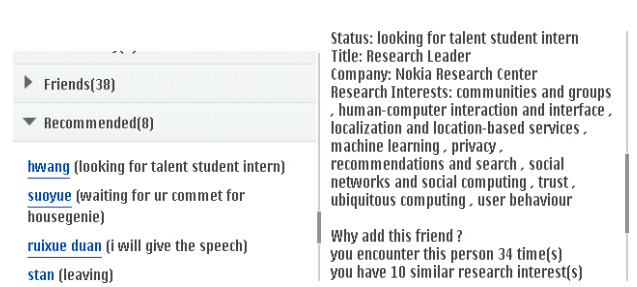 Friends(38)
Recommended(8)
hwang (looking for talent student intern)
suoyue (waiting for ur commet for
housegenie)
ruixue duan (i will give the speech)
stan (leaving)
Status: looking for talent student intern
Title: Research Leader
Company: Nokia Research Center
Research Interests: communities and groups
, human-computer interaction and interface ,
localization and location-based services ,
machine learning , privacy ,
recommendations and search , social
networks and social computing , trust ,
ubiquitous computing , user behaviour
Why add this friend ?
you encounter this person 34 time(s)
you have 10 similar research interest(s)